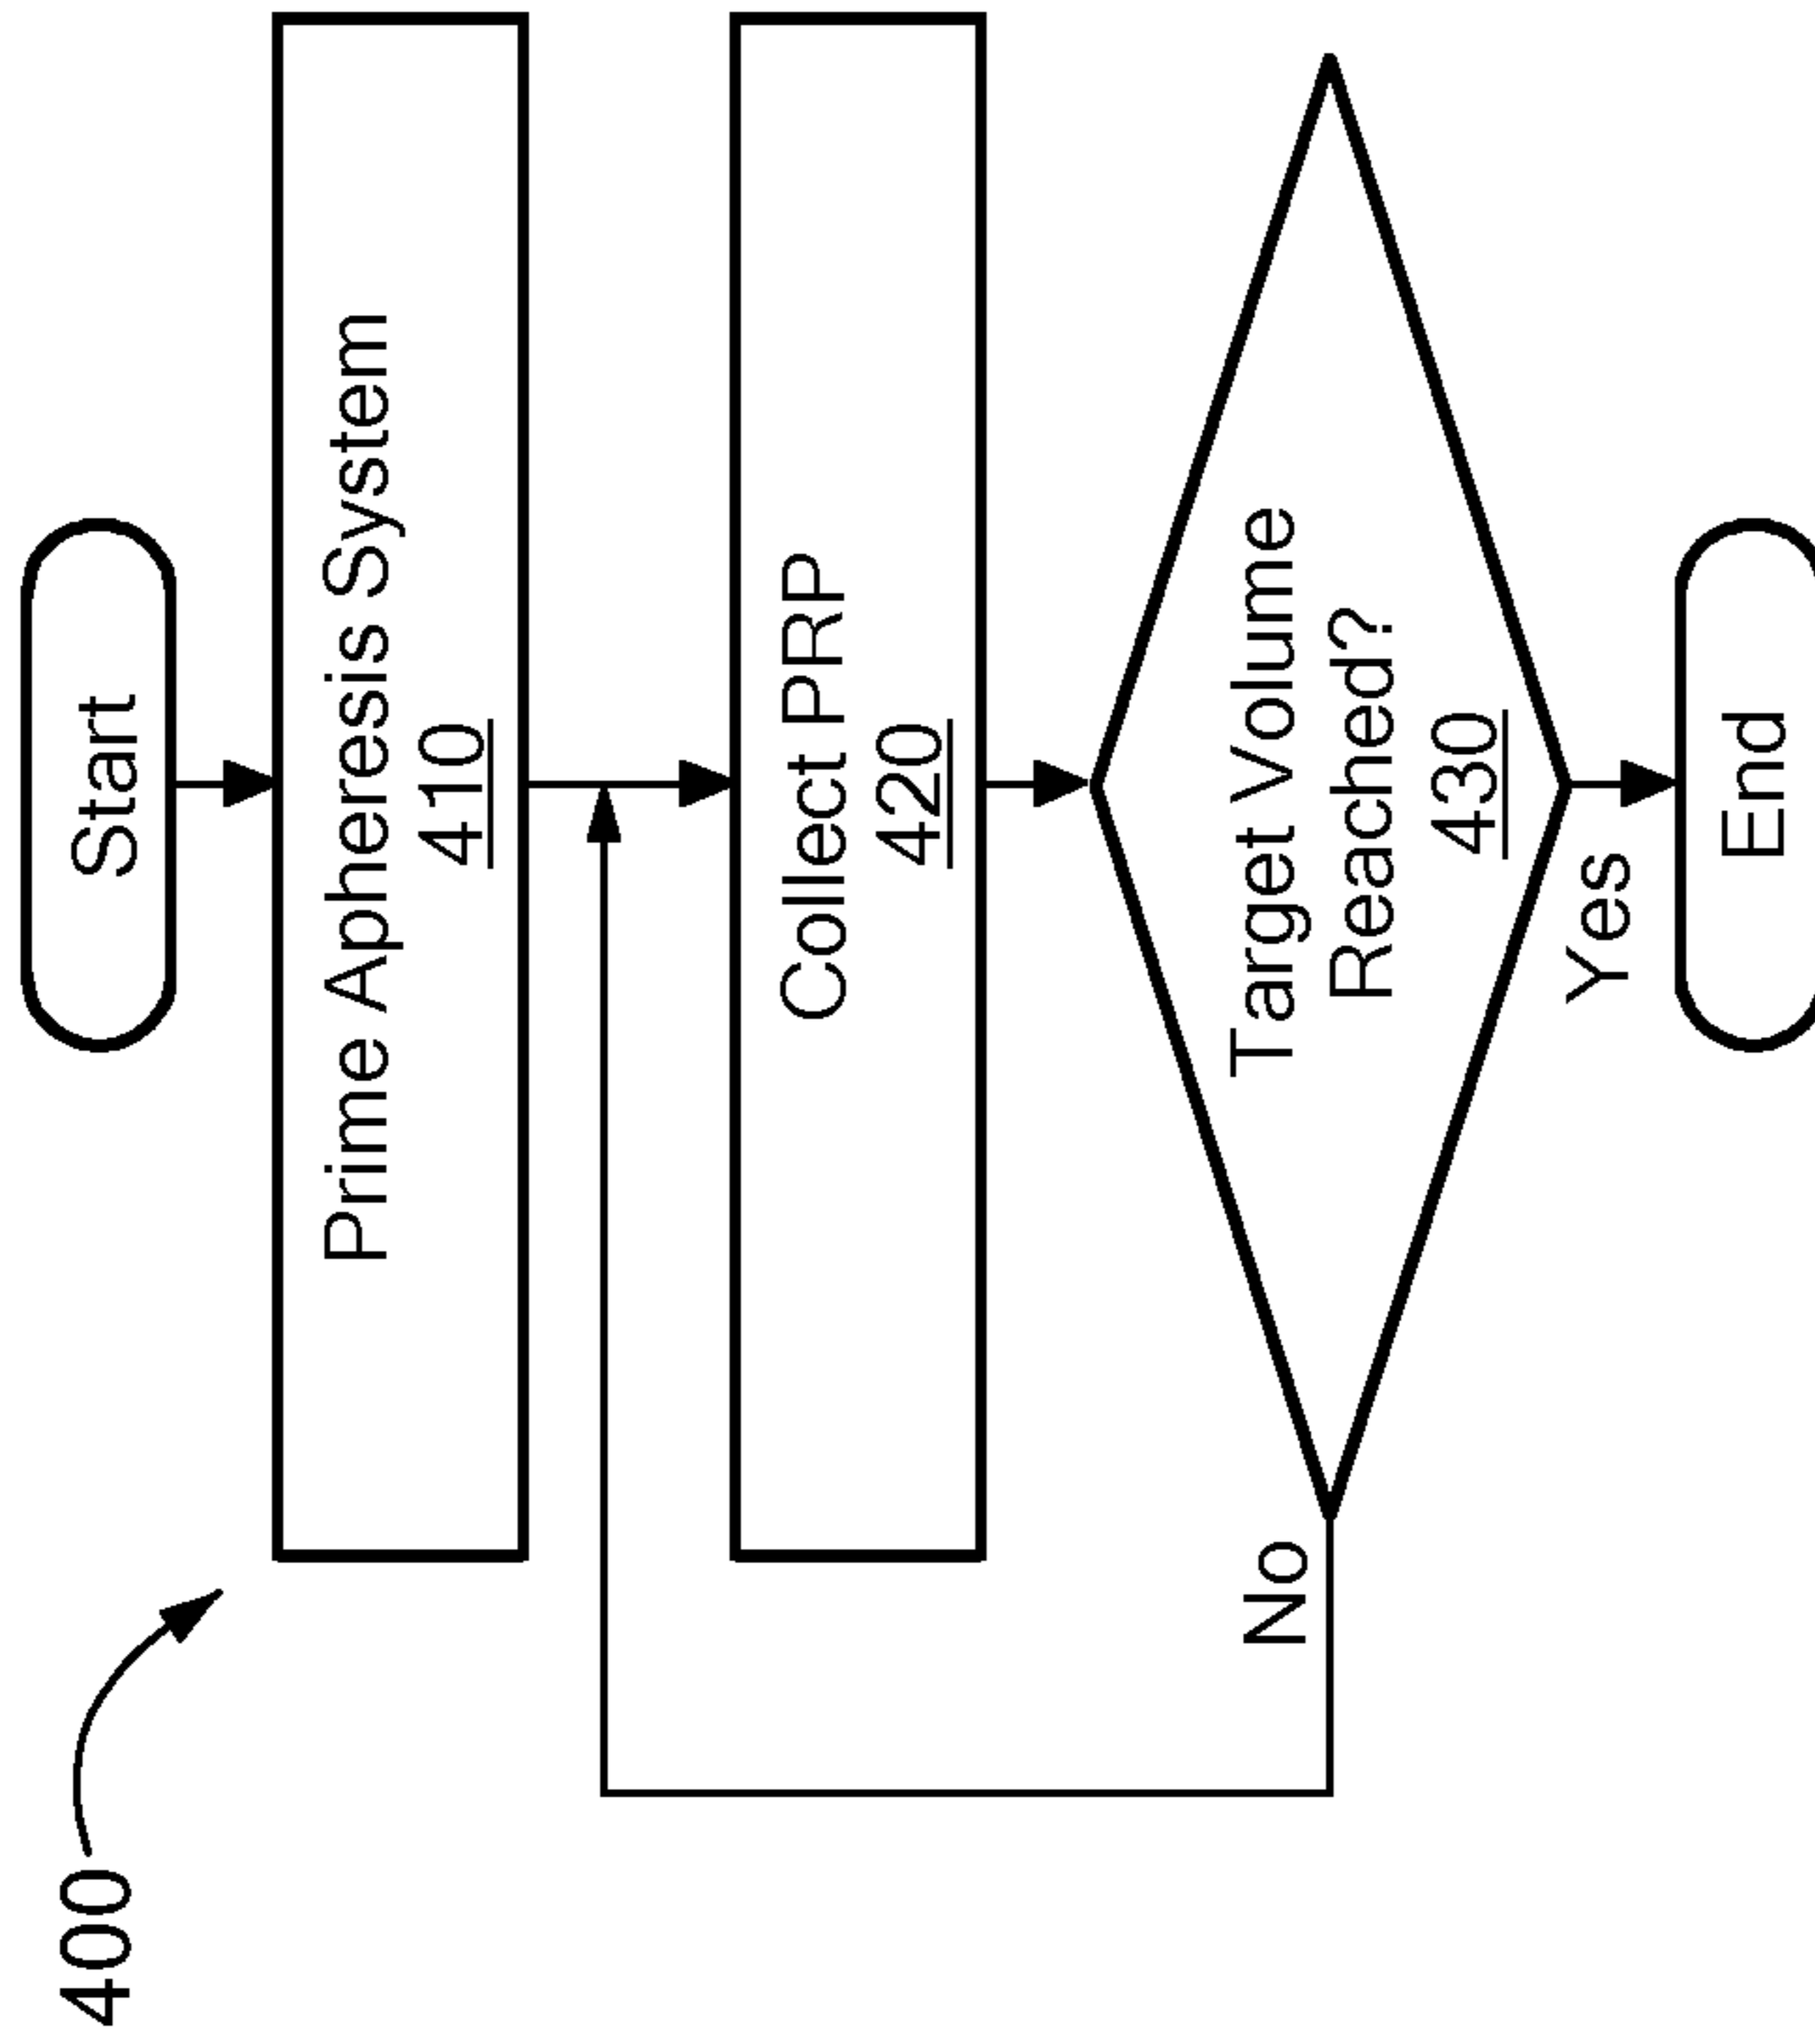 400
Start
Prime Apheresis System
410
Collect PRP
420
Target Volume
Reached?
430
No
Yes
End